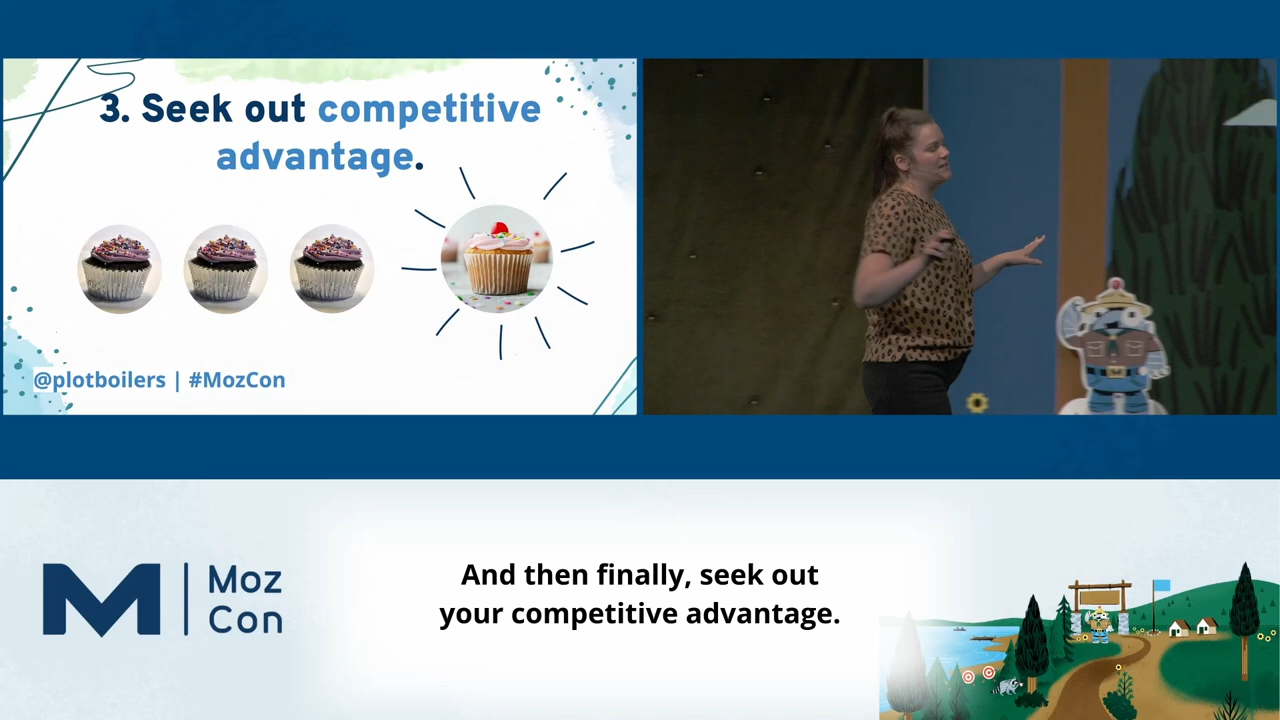 3. Seek out competitive
advantage.
@plotboilers | #MozCon
Moz
Con
And then finally, seek out
your competitive advantage.